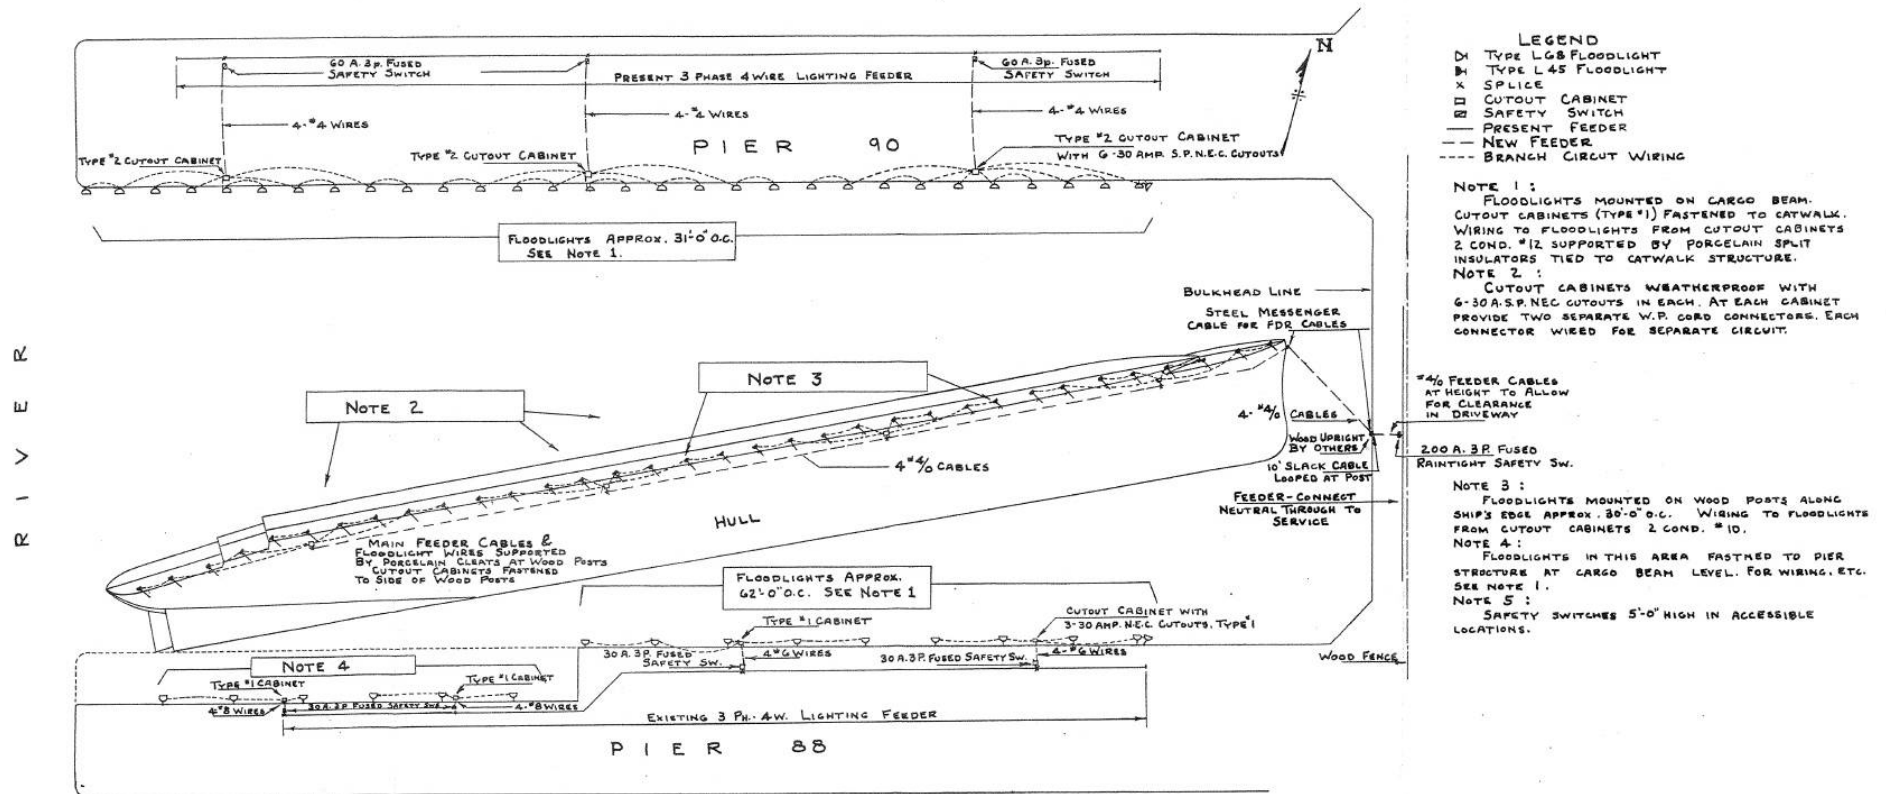 60 A. 3p. FUSED
SAFETY SWITCH
PRESENT 3 PHASE 4 WIRE LIGHTING FEEDER
60 A. 3p. FUSED
SAFETY SWITCH
N
4-#4 WIRES
4-#4 WIRES
4-#4 WIRES
PIER 90
TYPE #2 CUTOUT CABINET
TYPE #2 CUTOUT CABINET
TYPE #2 CUTOUT CABINET
WITH 6-30 AMP. S.P.N.E.C. CUTOUTS
FLOODLIGHTS APPROX. 31'-0" O.C.
SEE NOTE 1.
RIVER
BULKHEAD LINE
STEEL MESSENGER
CABLE FOR FDR CABLES
NOTE 2
NOTE 3
4-#4/0 CABLES
WOOD UPRIGHT
BY OTHERS
10' SLACK CABLE
LOOPED AT POST
FEEDER-CONNECT
NEUTRAL THROUGH TO
SERVICE
#4/0 FEEDER CABLES
AT HEIGHT TO ALLOW
FOR CLEARANCE
IN DRIVEWAY
200 A. 3 P. FUSED
RAINTIGHT SAFETY SW.
4 #4/0 CABLES
HULL
MAIN FEEDER CABLES &
FLOODLIGHT WIRES SUPPORTED
BY PORCELAIN CLEATS AT WOOD POSTS
CUTOUT CABINETS FASTENED
TO SIDE OF WOOD POSTS
FLOODLIGHTS APPROX.
62'-0" O.C. SEE NOTE 1
TYPE #1 CABINET
CUTOUT CABINET WITH
3-30 AMP. N.E.C. CUTOUTS, TYPE #1
30 A. 3P. FUSED
SAFETY SW.
4 #6 WIRES
30 A. 3P. FUSED SAFETY SW.
4-#6 WIRES
WOOD FENCE
NOTE 4
TYPE #1 CABINET
TYPE #1 CABINET
4 #8 WIRES
30 A. 3P FUSED SAFETY SWS.
4-#8 WIRES
EXISTING 3 PH. 4W. LIGHTING FEEDER
PIER 88
LEGEND
TYPE L68 FLOODLIGHT
TYPE L45 FLOODLIGHT
SPLICE
CUTOUT CABINET
SAFETY SWITCH
PRESENT FEEDER
NEW FEEDER
BRANCH CIRCUT WIRING
NOTE 1:
FLOODLIGHTS MOUNTED ON CARGO BEAM.
CUTOUT CABINETS (TYPE #1) FASTENED TO CATWALK.
WIRING TO FLOODLIGHTS FROM CUTOUT CABINETS
2 COND. #12 SUPPORTED BY PORCELAIN SPLIT
INSULATORS TIED TO CATWALK STRUCTURE.
NOTE 2:
CUTOUT CABINETS WEATHERPROOF WITH
6-30 A.S.P. NEC CUTOUTS IN EACH. AT EACH CABINET
PROVIDE TWO SEPARATE W.P. CORD CONNECTORS. EACH
CONNECTOR WIRED FOR SEPARATE CIRCUIT.
NOTE 3:
FLOODLIGHTS MOUNTED ON WOOD POSTS ALONG
SHIP'S EDGE APPROX. 30'-0" O.C. WIRING TO FLOODLIGHTS
FROM CUTOUT CABINETS 2 COND. #10.
NOTE 4:
FLOODLIGHTS IN THIS AREA FASTNED TO PIER
STRUCTURE AT CARGO BEAM LEVEL. FOR WIRING, ETC.
SEE NOTE 1.
NOTE 5:
SAFETY SWITCHES 5'-0" HIGH IN ACCESSIBLE
LOCATIONS.